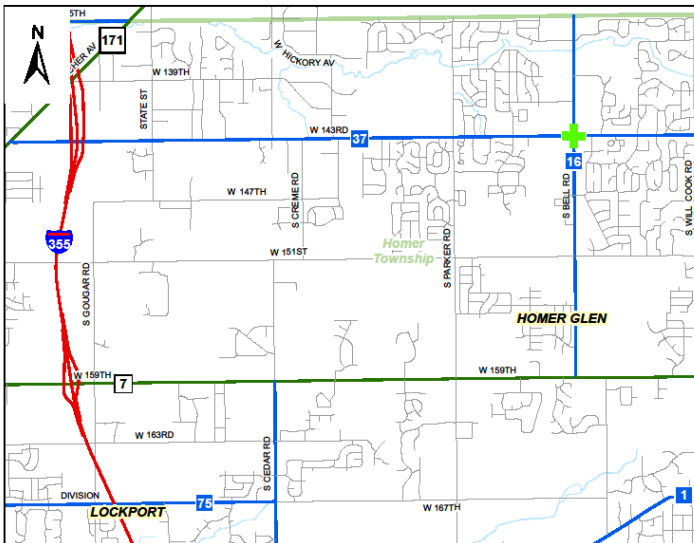 5TH
N
171
CHER AV
W HICKORY AV
W 139TH
STATE ST
W 143RD
37
16
S CREME RD
W 147TH
S BELL RD
S WILL COOK RD
355
Homer
Township
W 151ST
S PARKER RD
S GOUGAR RD
HOMER GLEN
W 159TH
7
W 159TH
W 163RD
S CEDAR RD
DIVISION
75
1
LOCKPORT
W 167TH